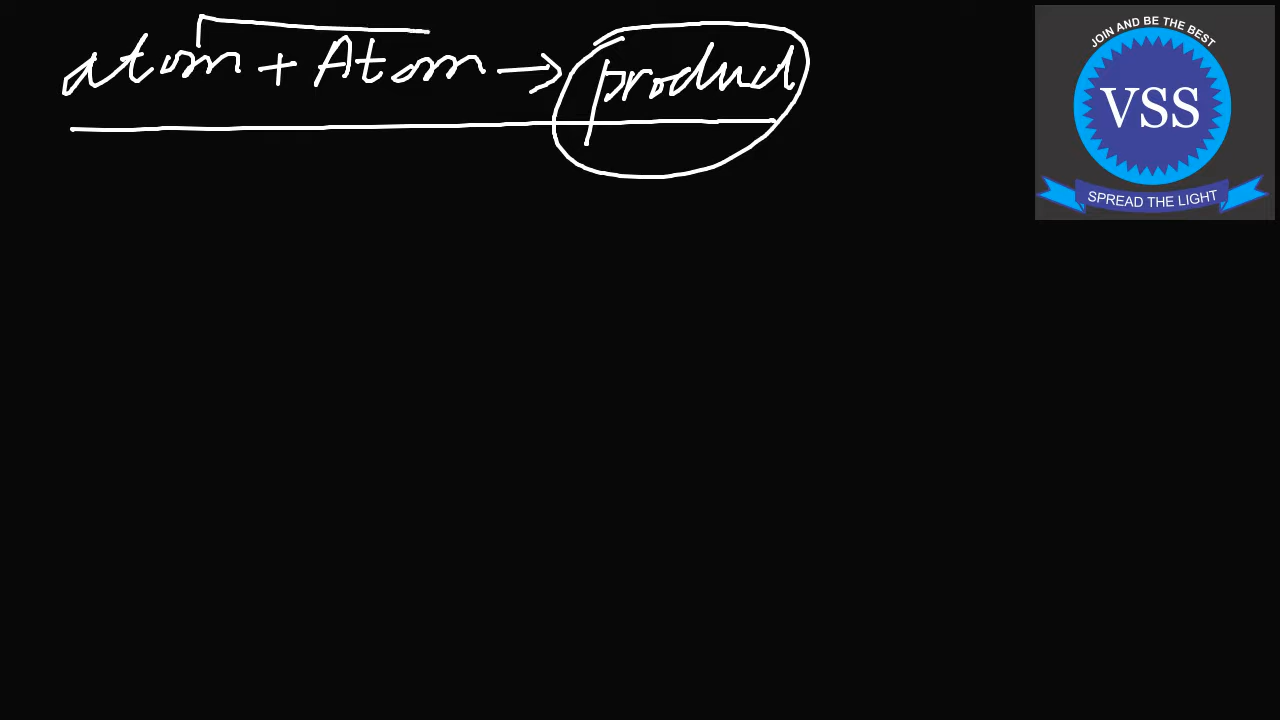 atom + Atom → product
JOIN AND BE THE BEST
VSS
SPREAD THE LIGHT